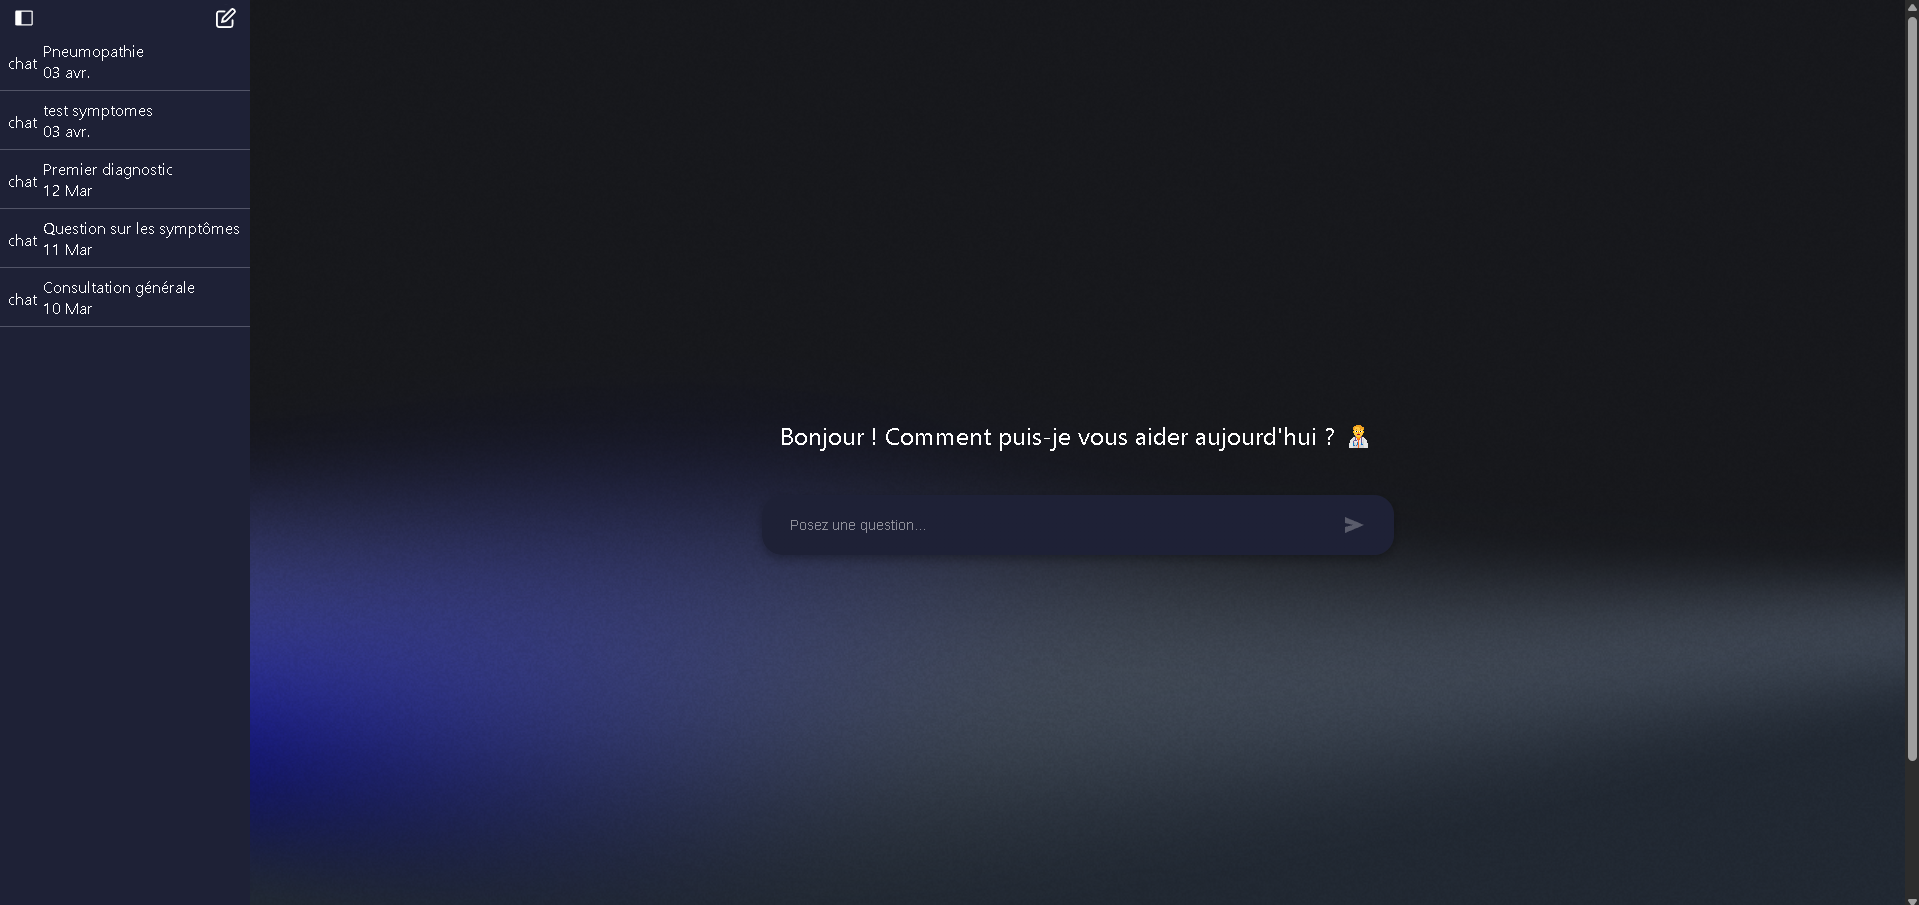 chat
Pneumopathie
03 avr.
chat
test symptomes
03 avr.
chat
Premier diagnostic
12 Mar
chat
Question sur les symptômes
11 Mar
chat
Consultation générale
10 Mar
Bonjour ! Comment puis-je vous aider aujourd'hui ? 🧑‍⚕️
Posez une question...